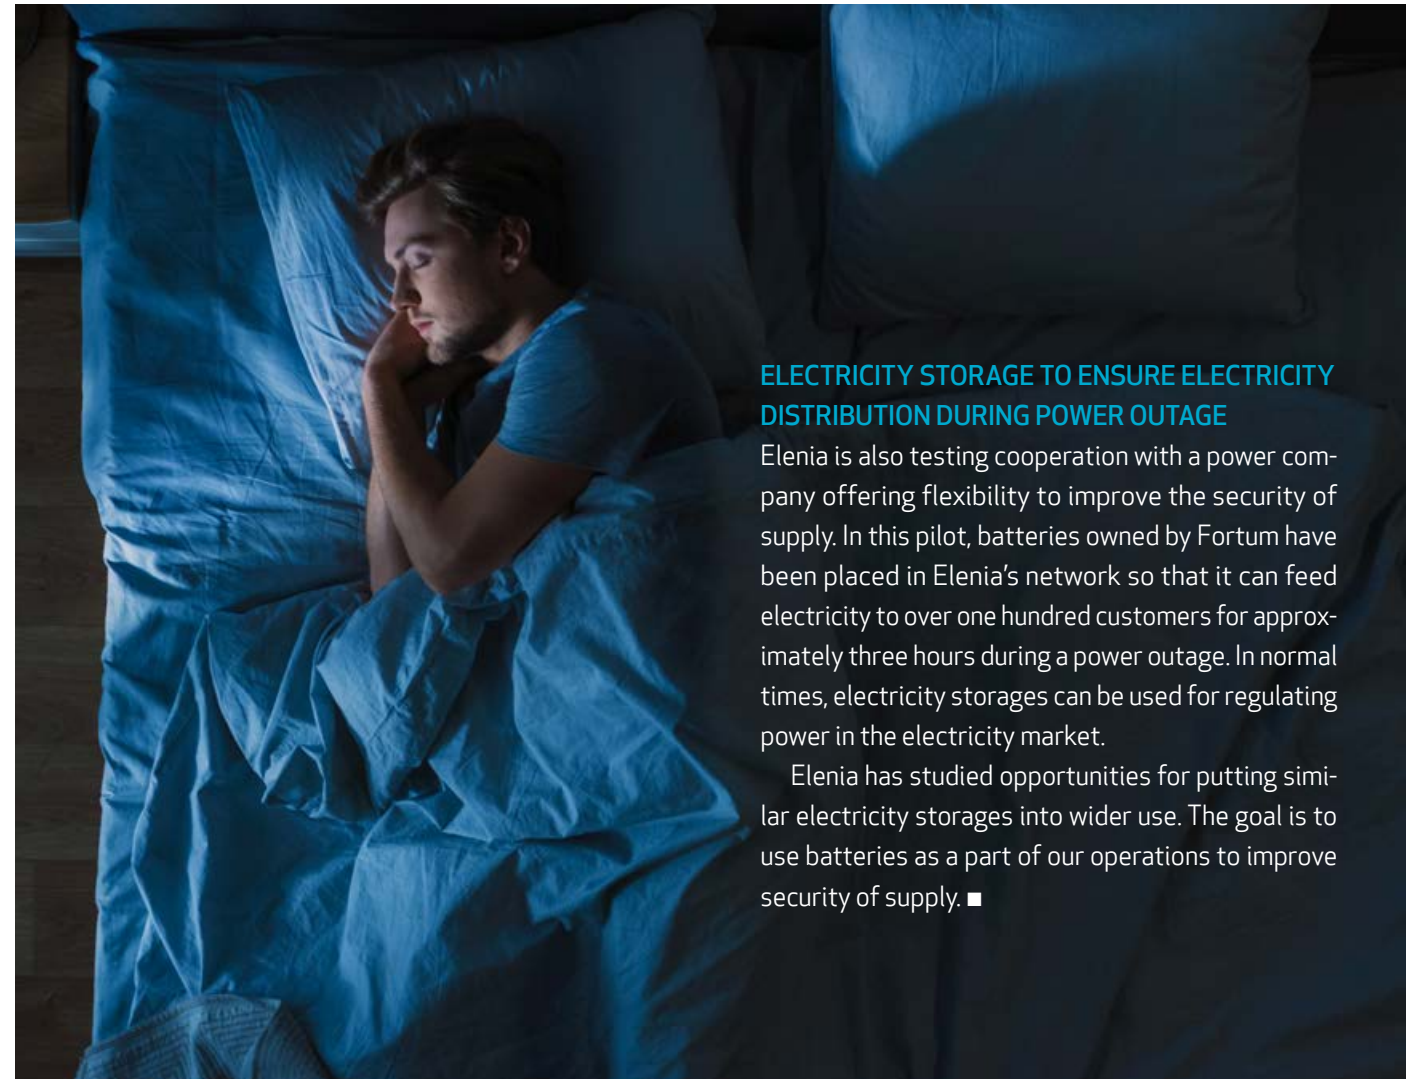 ELECTRICITY STORAGE TO ENSURE ELECTRICITY
DISTRIBUTION DURING POWER OUTAGE
Elenia is also testing cooperation with a power com-
pany offering flexibility to improve the security of
supply. In this pilot, batteries owned by Fortum have
been placed in Elenia’s network so that it can feed
electricity to over one hundred customers for approx-
imately three hours during a power outage. In normal
times, electricity storages can be used for regulating
power in the electricity market.
Elenia has studied opportunities for putting simi-
lar electricity storages into wider use. The goal is to
use batteries as a part of our operations to improve
security of supply. ■